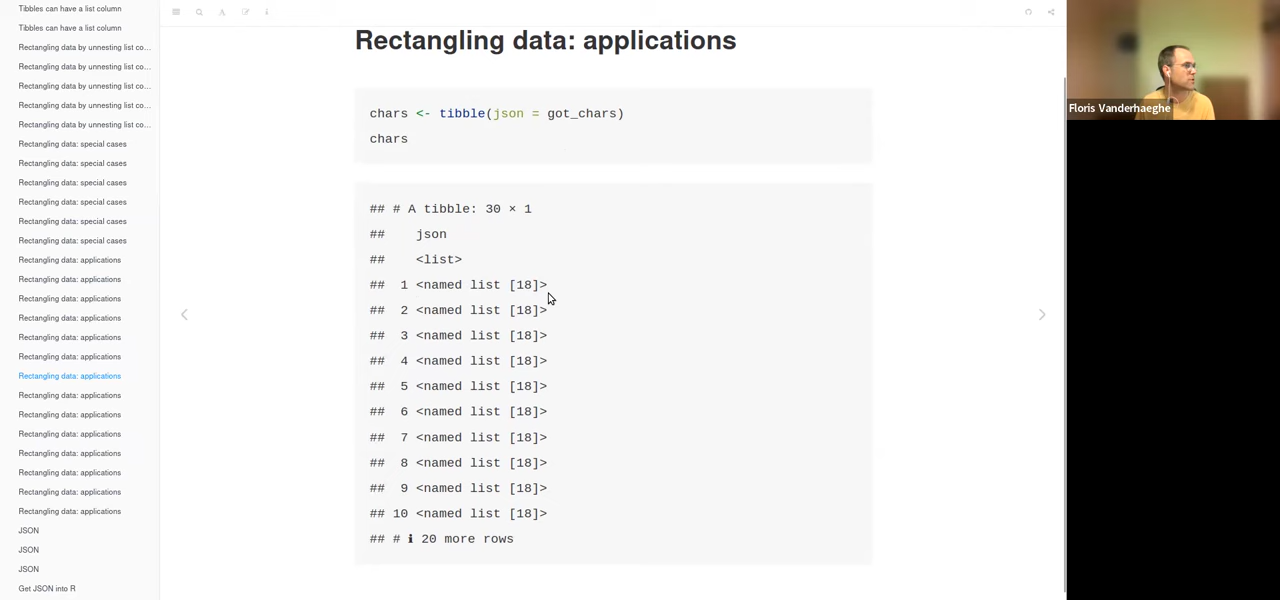 Tibbles can have a list column
Tibbles can have a list column
Rectangling data by unnesting list co...
Rectangling data by unnesting list co...
Rectangling data by unnesting list co...
Rectangling data by unnesting list co...
Rectangling data by unnesting list co...
Rectangling data: special cases
Rectangling data: special cases
Rectangling data: special cases
Rectangling data: special cases
Rectangling data: special cases
Rectangling data: special cases
Rectangling data: applications
Rectangling data: applications
Rectangling data: applications
Rectangling data: applications
Rectangling data: applications
Rectangling data: applications
Rectangling data: applications
Rectangling data: applications
Rectangling data: applications
Rectangling data: applications
Rectangling data: applications
Rectangling data: applications
Rectangling data: applications
Rectangling data: applications
JSON
JSON
JSON
Get JSON into R
Rectangling data: applications
chars <- tibble(json = got_chars)
chars
## # A tibble: 30 × 1
##    json
##    <list>
##  1 <named list [18]>
##  2 <named list [18]>
##  3 <named list [18]>
##  4 <named list [18]>
##  5 <named list [18]>
##  6 <named list [18]>
##  7 <named list [18]>
##  8 <named list [18]>
##  9 <named list [18]>
## 10 <named list [18]>
## # ℹ 20 more rows
Floris Vanderhaeghe